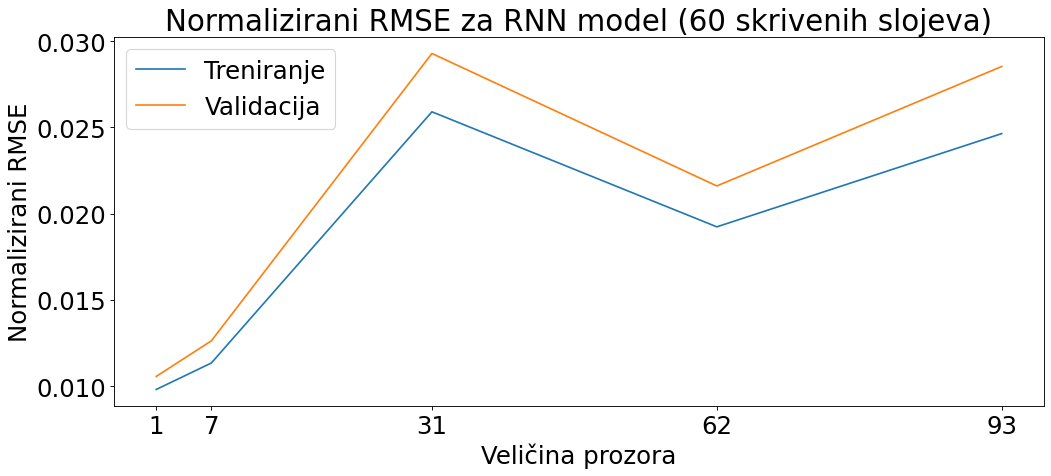 Normalizirani RMSE za RNN model (60 skrivenih slojeva)
Treniranje
Validacija
Normalizirani RMSE
0.030
0.025
0.020
0.015
0.010
1 7 31 62 93
Veličina prozora